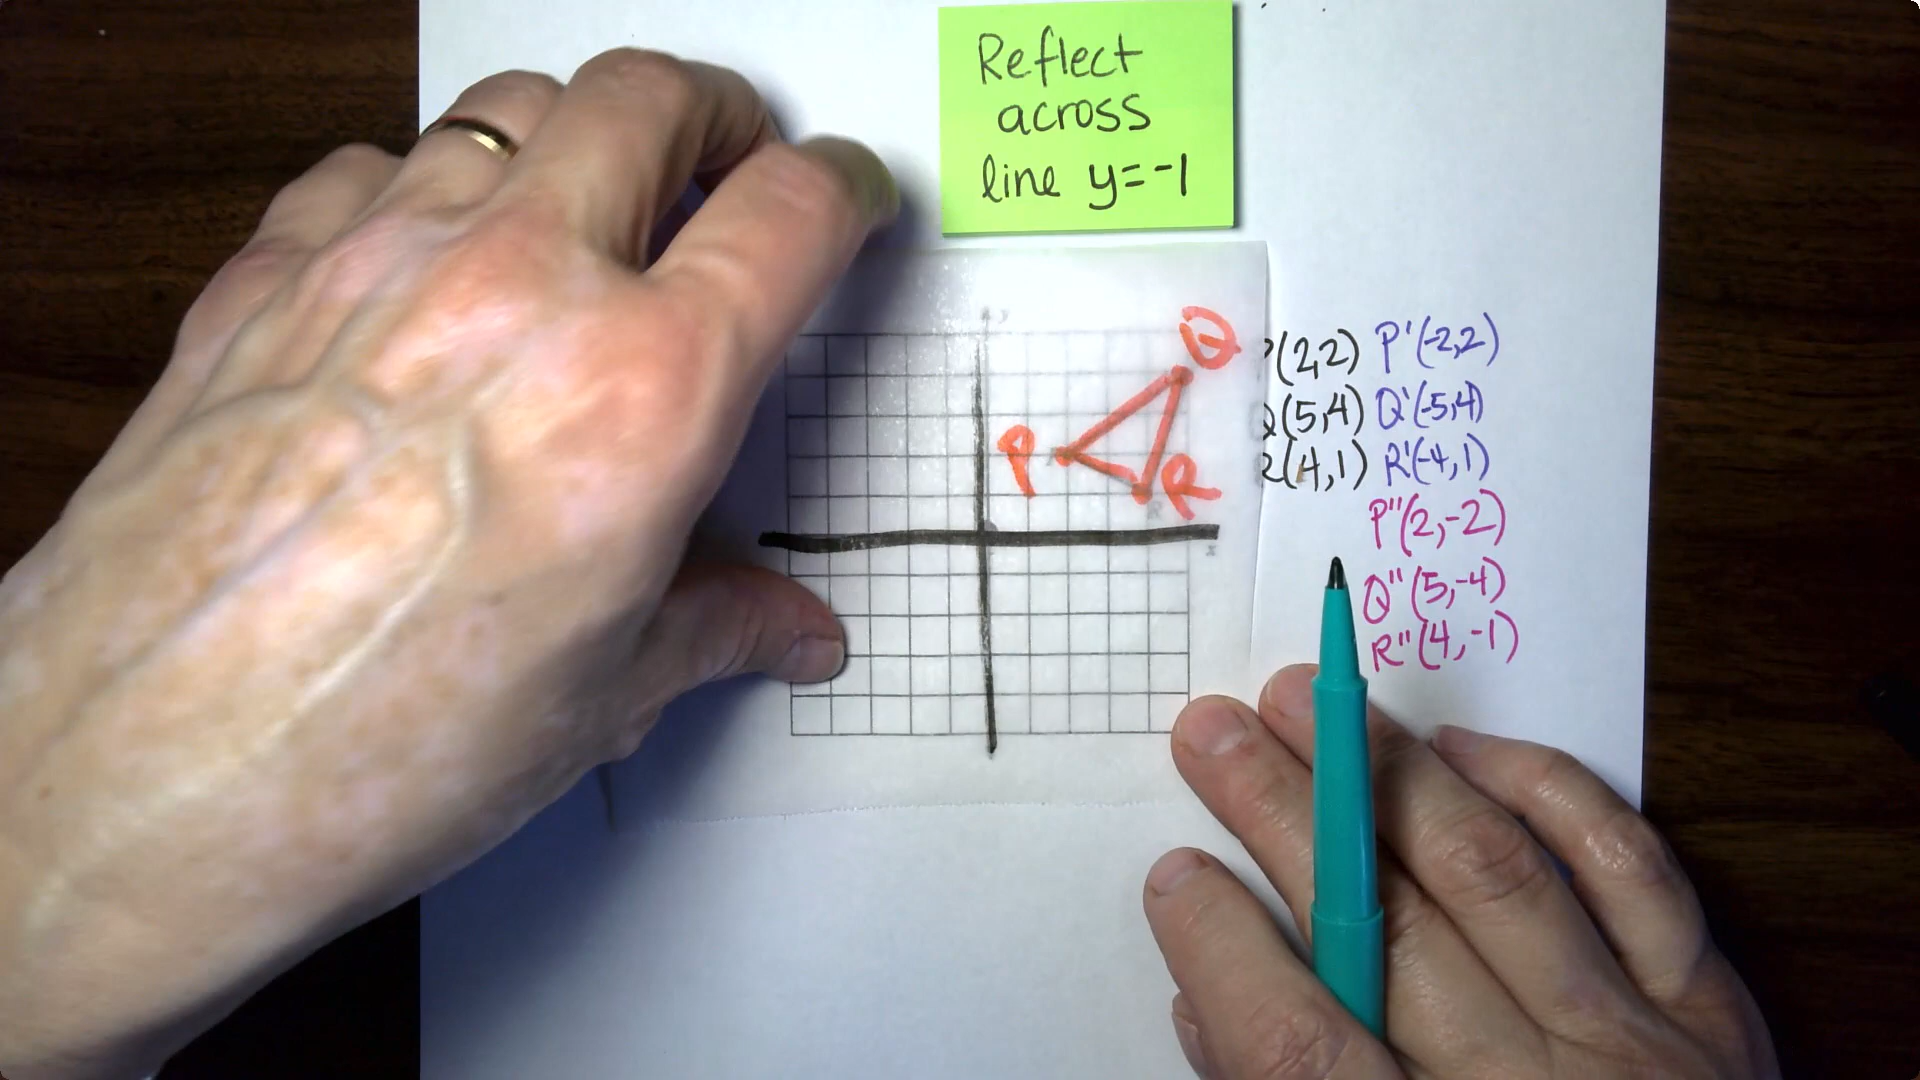 Reflect
across
line y=-1
y
Q
P
R
R
x
P(2,2) P'(-2,2)
Q(5,4) Q'(-5,4)
R(4,1) R'(-4,1)
P"(2,-2)
Q"(5,-4)
R"(4,-1)